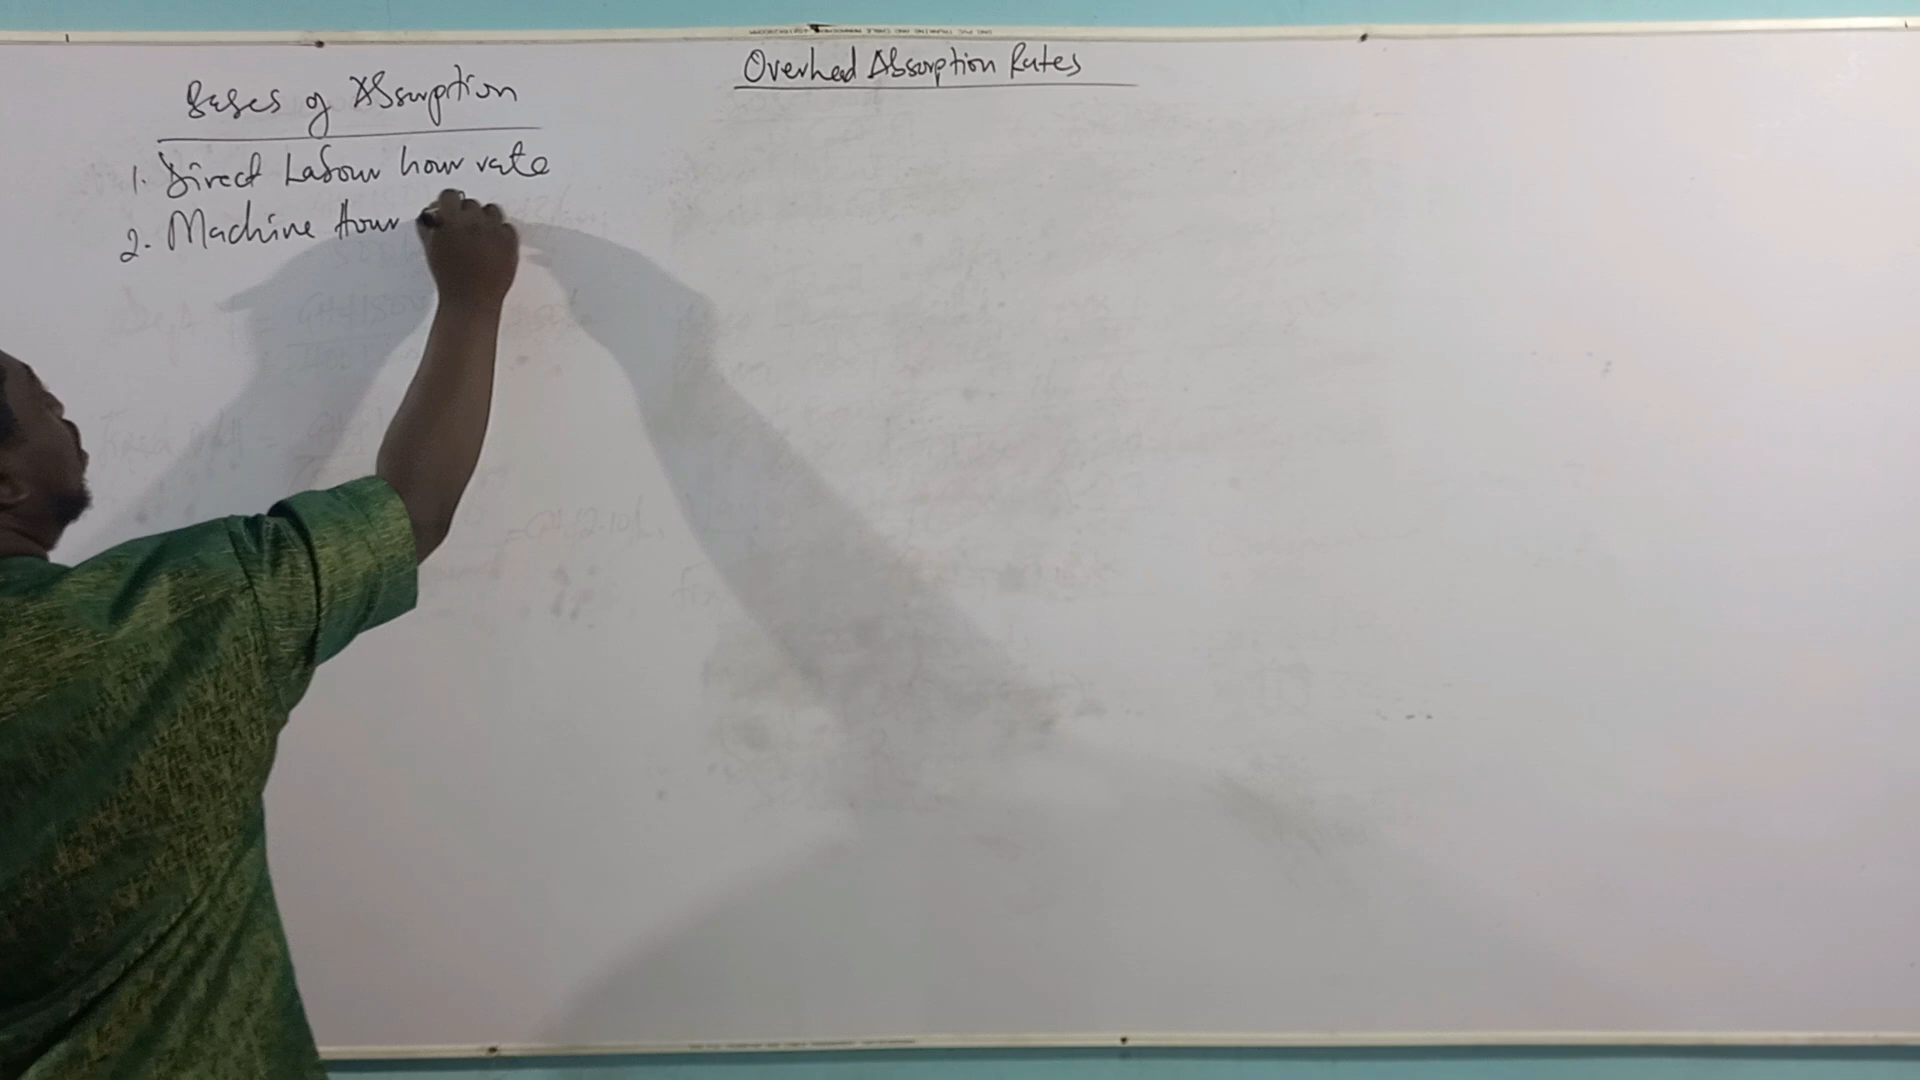 Overhead Absorption Rates
Bases of Absorption
1. Direct Labour hour rate
2. Machine Hour